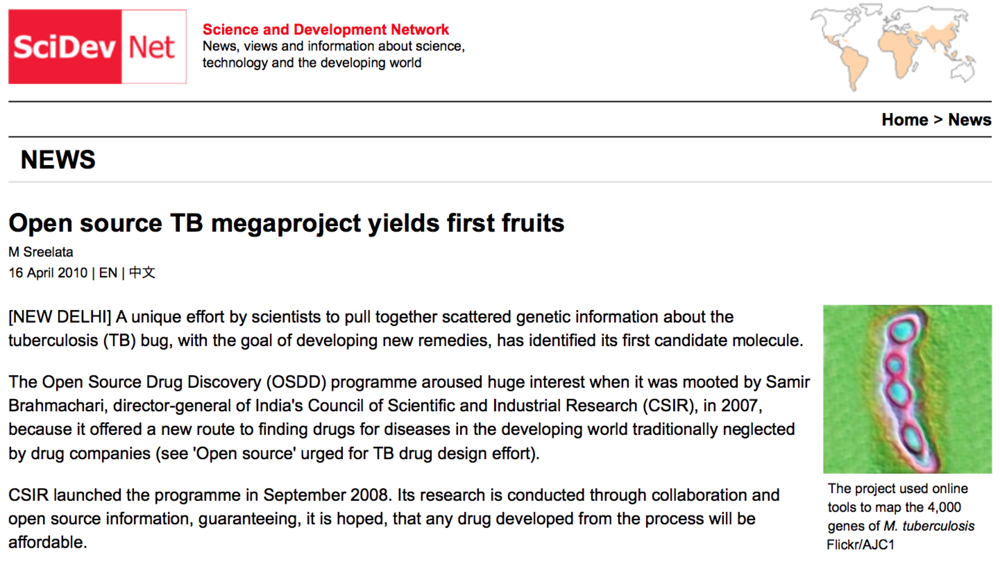 SciDev Net
Science and Development Network
News, views and information about science,
technology and the developing world
Home > News
NEWS
Open source TB megaproject yields first fruits
M Sreelata
16 April 2010 | EN | 中文
[NEW DELHI] A unique effort by scientists to pull together scattered genetic information about the
tuberculosis (TB) bug, with the goal of developing new remedies, has identified its first candidate molecule.
The Open Source Drug Discovery (OSDD) programme aroused huge interest when it was mooted by Samir
Brahmachari, director-general of India's Council of Scientific and Industrial Research (CSIR), in 2007,
because it offered a new route to finding drugs for diseases in the developing world traditionally neglected
by drug companies (see 'Open source' urged for TB drug design effort).
CSIR launched the programme in September 2008. Its research is conducted through collaboration and
open source information, guaranteeing, it is hoped, that any drug developed from the process will be
affordable.
The project used online
tools to map the 4,000
genes of M. tuberculosis
Flickr/AJC1